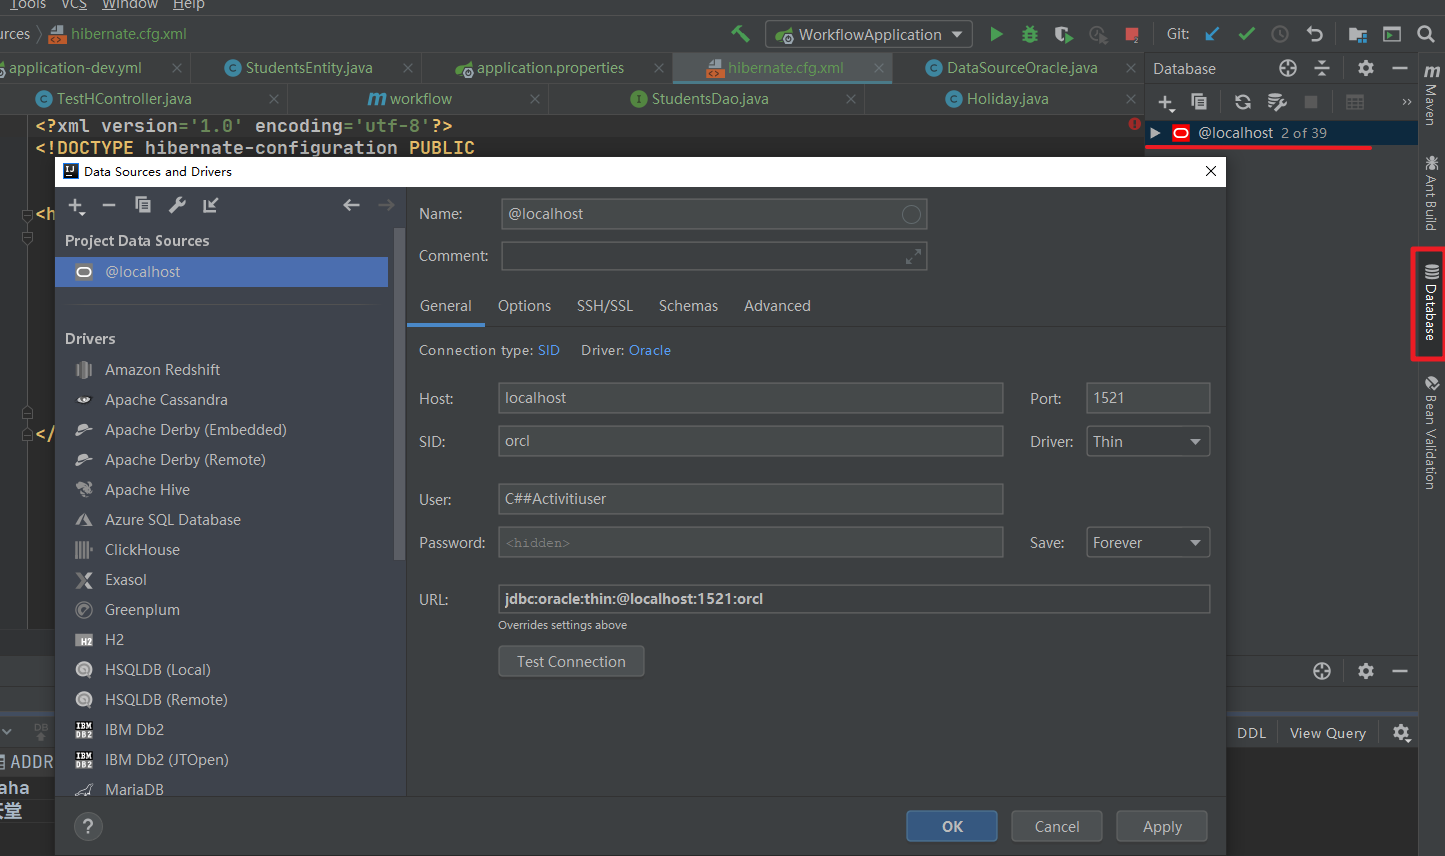 Tools VCS Window Help
urces hibernate.cfg.xml WorkflowApplication Git:
application-dev.yml StudentsEntity.java application.properties hibernate.cfg.xml DataSourceOracle.java Database
TestHController.java workflow StudentsDao.java Holiday.java
Maven
<?xml version='1.0' encoding='utf-8'?>
@localhost 2 of 39
<!DOCTYPE hibernate-configuration PUBLIC
Ant Build
Database
Bean Validation
<h
</
Data Sources and Drivers
Project Data Sources
@localhost
Drivers
Amazon Redshift
Apache Cassandra
Apache Derby (Embedded)
Apache Derby (Remote)
Apache Hive
Azure SQL Database
ClickHouse
Exasol
Greenplum
H2
HSQLDB (Local)
HSQLDB (Remote)
IBM Db2
IBM Db2 (JTOpen)
MariaDB
Name: @localhost
Comment:
General Options SSH/SSL Schemas Advanced
Connection type: SID Driver: Oracle
Host: localhost Port: 1521
SID: orcl Driver: Thin
User: C##Activitiuser
Password: <hidden> Save: Forever
URL: jdbc:oracle:thin:@localhost:1521:orcl
Overrides settings above
Test Connection
OK Cancel Apply
DB
ADDR
aha
天堂
DDL View Query